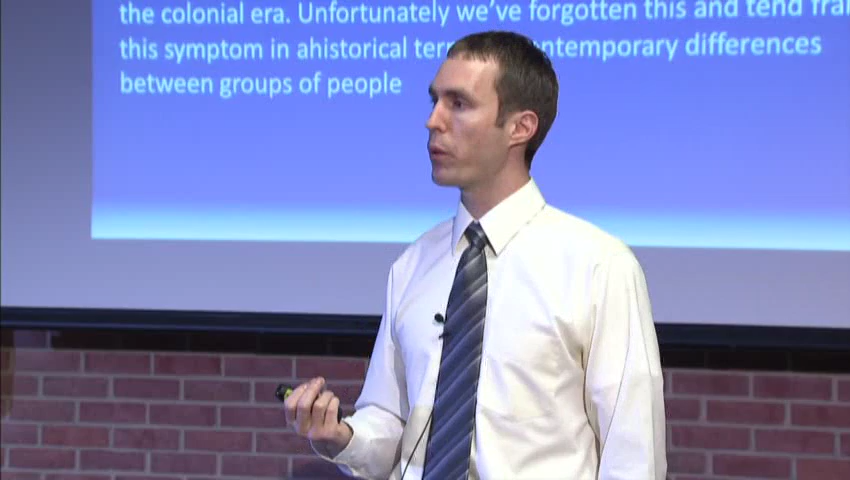 the colonial era. Unfortunately we've forgotten this and tend
this symptom in ahistorical contemporary differences
between groups of people